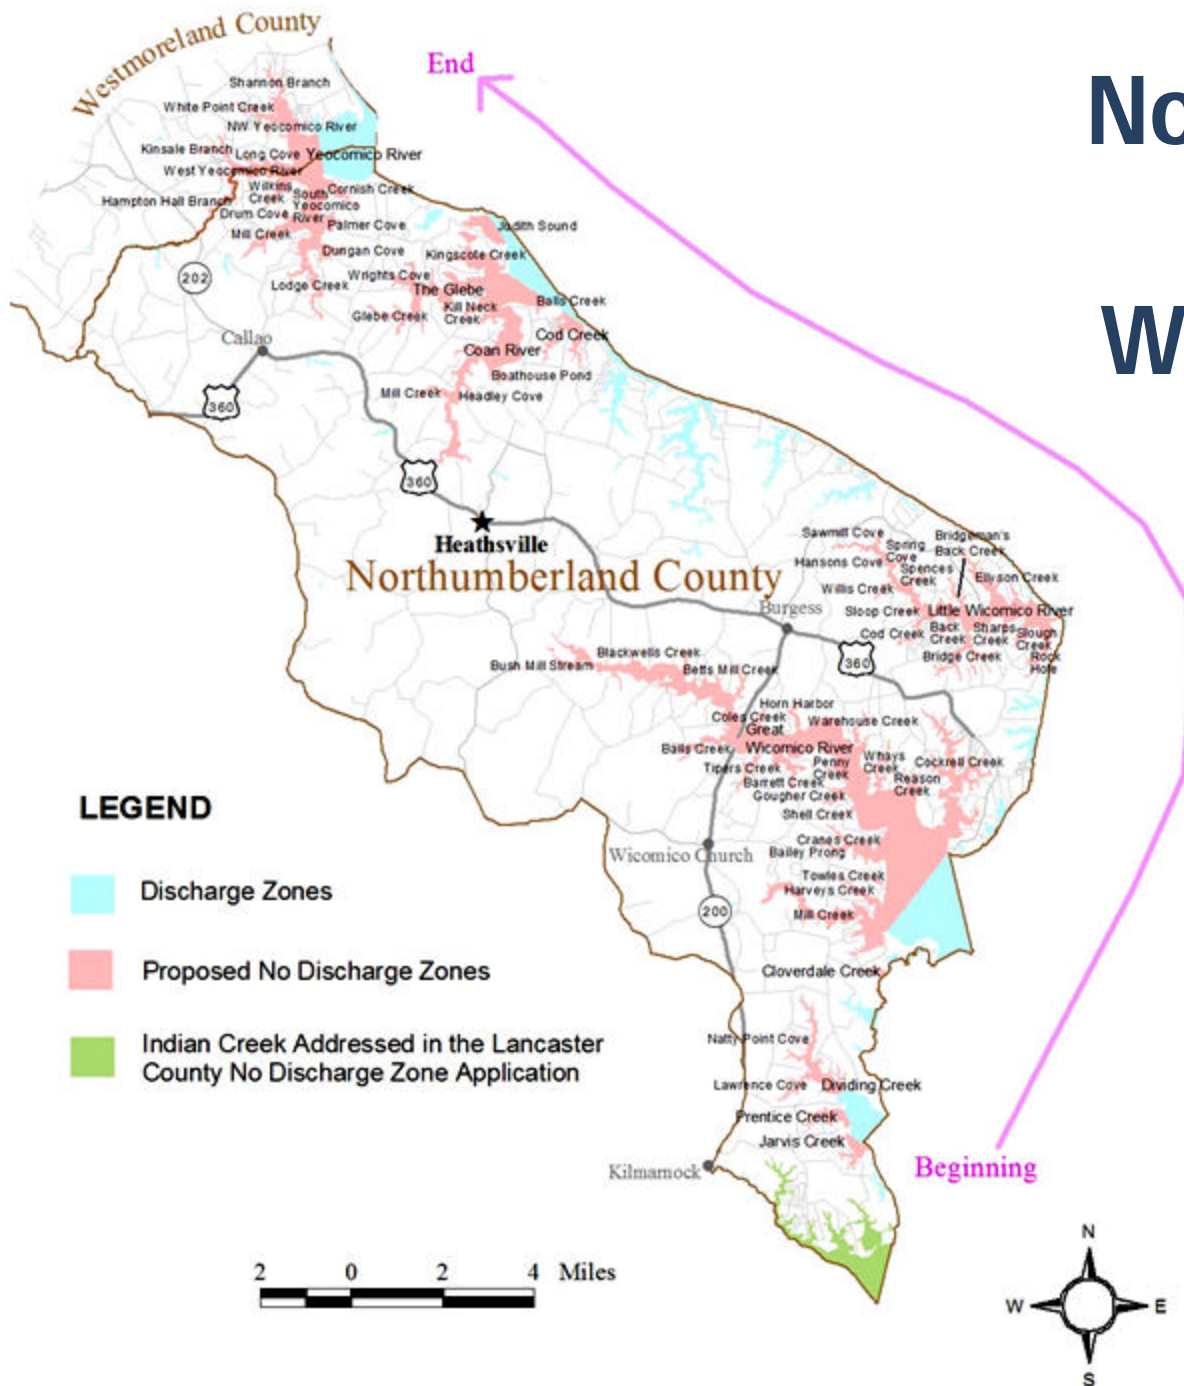 No
W
Westmoreland County
End
Shannon Branch
White Point Creek
NW Yeocomico River
Kinsale Branch
Long Cove
Yeocomico River
West Yeocomico River
Wilkins
Creek
South
Yeocomico
River
Cornish Creek
Hampton Hall Branch
Drum Cove
Palmer Cove
Mill Creek
Judith Sound
Dungan Cove
Kingscote Creek
202
Wrights Cove
Lodge Creek
The Glebe
Balls Creek
Glebe Creek
Kill Neck
Creek
Callao
Cod Creek
Coan River
Boathouse Pond
360
Mill Creek
Headley Cove
360
Heathsville
Northumberland County
Sawmill Cove
Spring
Cove
Bridgeman's
Back Creek
Hansons Cove
Spences
Creek
Ellyson Creek
Willis Creek
Burgess
Sloop Creek
Little Wicomico River
Cod Creek
Back
Creek
Sharps
Creek
Slough
Creek
Bridge Creek
Rock
Hole
360
Blackwells Creek
Bush Mill Stream
Betts Mill Creek
Horn Harbor
Coles Creek
Warehouse Creek
Great
Wicomico River
Balls Creek
Tipers Creek
Penny
Creek
Whays
Creek
Cockrell Creek
Barrett Creek
Reason
Creek
Gougher Creek
Shell Creek
Cranes Creek
Wicomico Church
Bailey Prong
Towles Creek
Harveys Creek
200
Mill Creek
Cloverdale Creek
LEGEND
Discharge Zones
Proposed No Discharge Zones
Indian Creek Addressed in the Lancaster
County No Discharge Zone Application
Natty Point Cove
Lawrence Cove
Dividing Creek
Prentice Creek
Jarvis Creek
Kilmarnock
Beginning
2 0 2 4 Miles
N
W E
S